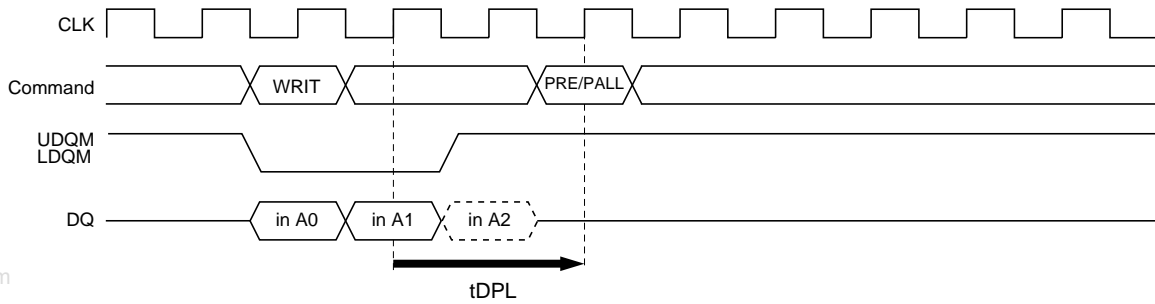 CLK
Command WRIT PRE/PALL
UDQM
LDQM
DQ in A0 in A1 in A2
m
tDPL